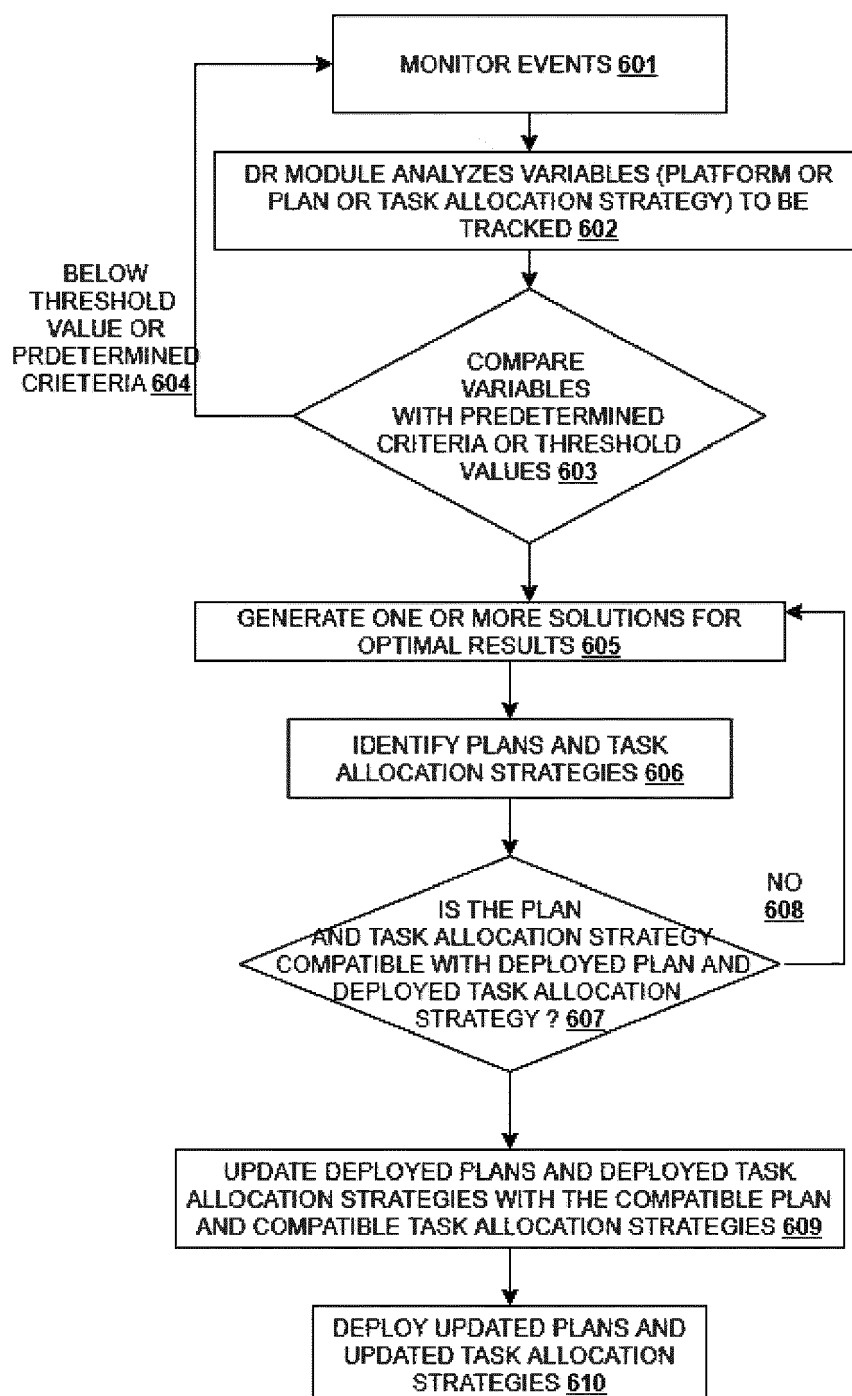 MONITOR EVENTS 601
DR MODULE ANALYZES VARIABLES (PLATFORM OR
PLAN OR TASK ALLOCATION STRATEGY) TO BE
TRACKED 602
BELOW
THRESHOLD
VALUE OR
PRDETERMINED
CRIETERIA 604
COMPARE
VARIABLES
WITH PREDETERMINED
CRITERIA OR THRESHOLD
VALUES 603
GENERATE ONE OR MORE SOLUTIONS FOR
OPTIMAL RESULTS 605
IDENTIFY PLANS AND TASK
ALLOCATION STRATEGIES 606
NO
608
IS THE PLAN
AND TASK ALLOCATION STRATEGY
COMPATIBLE WITH DEPLOYED PLAN AND
DEPLOYED TASK ALLOCATION
STRATEGY ? 607
UPDATE DEPLOYED PLANS AND DEPLOYED TASK
ALLOCATION STRATEGIES WITH THE COMPATIBLE PLAN
AND COMPATIBLE TASK ALLOCATION STRATEGIES 609
DEPLOY UPDATED PLANS AND
UPDATED TASK ALLOCATION
STRATEGIES 610